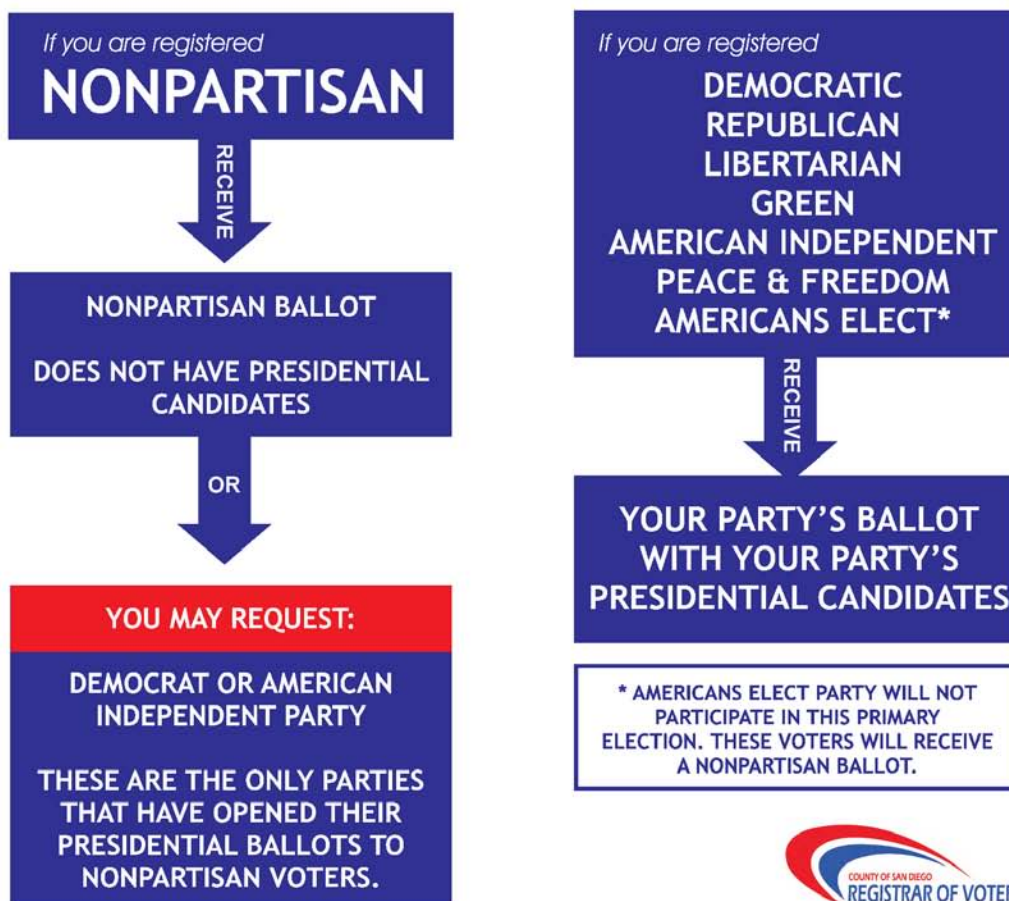 If you are registered
NONPARTISAN
RECEIVE
NONPARTISAN BALLOT
DOES NOT HAVE PRESIDENTIAL
CANDIDATES
OR
YOU MAY REQUEST:
DEMOCRAT OR AMERICAN
INDEPENDENT PARTY
THESE ARE THE ONLY PARTIES
THAT HAVE OPENED THEIR
PRESIDENTIAL BALLOTS TO
NONPARTISAN VOTERS.
If you are registered
DEMOCRATIC
REPUBLICAN
LIBERTARIAN
GREEN
AMERICAN INDEPENDENT
PEACE & FREEDOM
AMERICANS ELECT*
RECEIVE
YOUR PARTY'S BALLOT
WITH YOUR PARTY'S
PRESIDENTIAL CANDIDATES
* AMERICANS ELECT PARTY WILL NOT
PARTICIPATE IN THIS PRIMARY
ELECTION. THESE VOTERS WILL RECEIVE
A NONPARTISAN BALLOT.
COUNTY OF SAN DIEGO
REGISTRAR OF VOTER